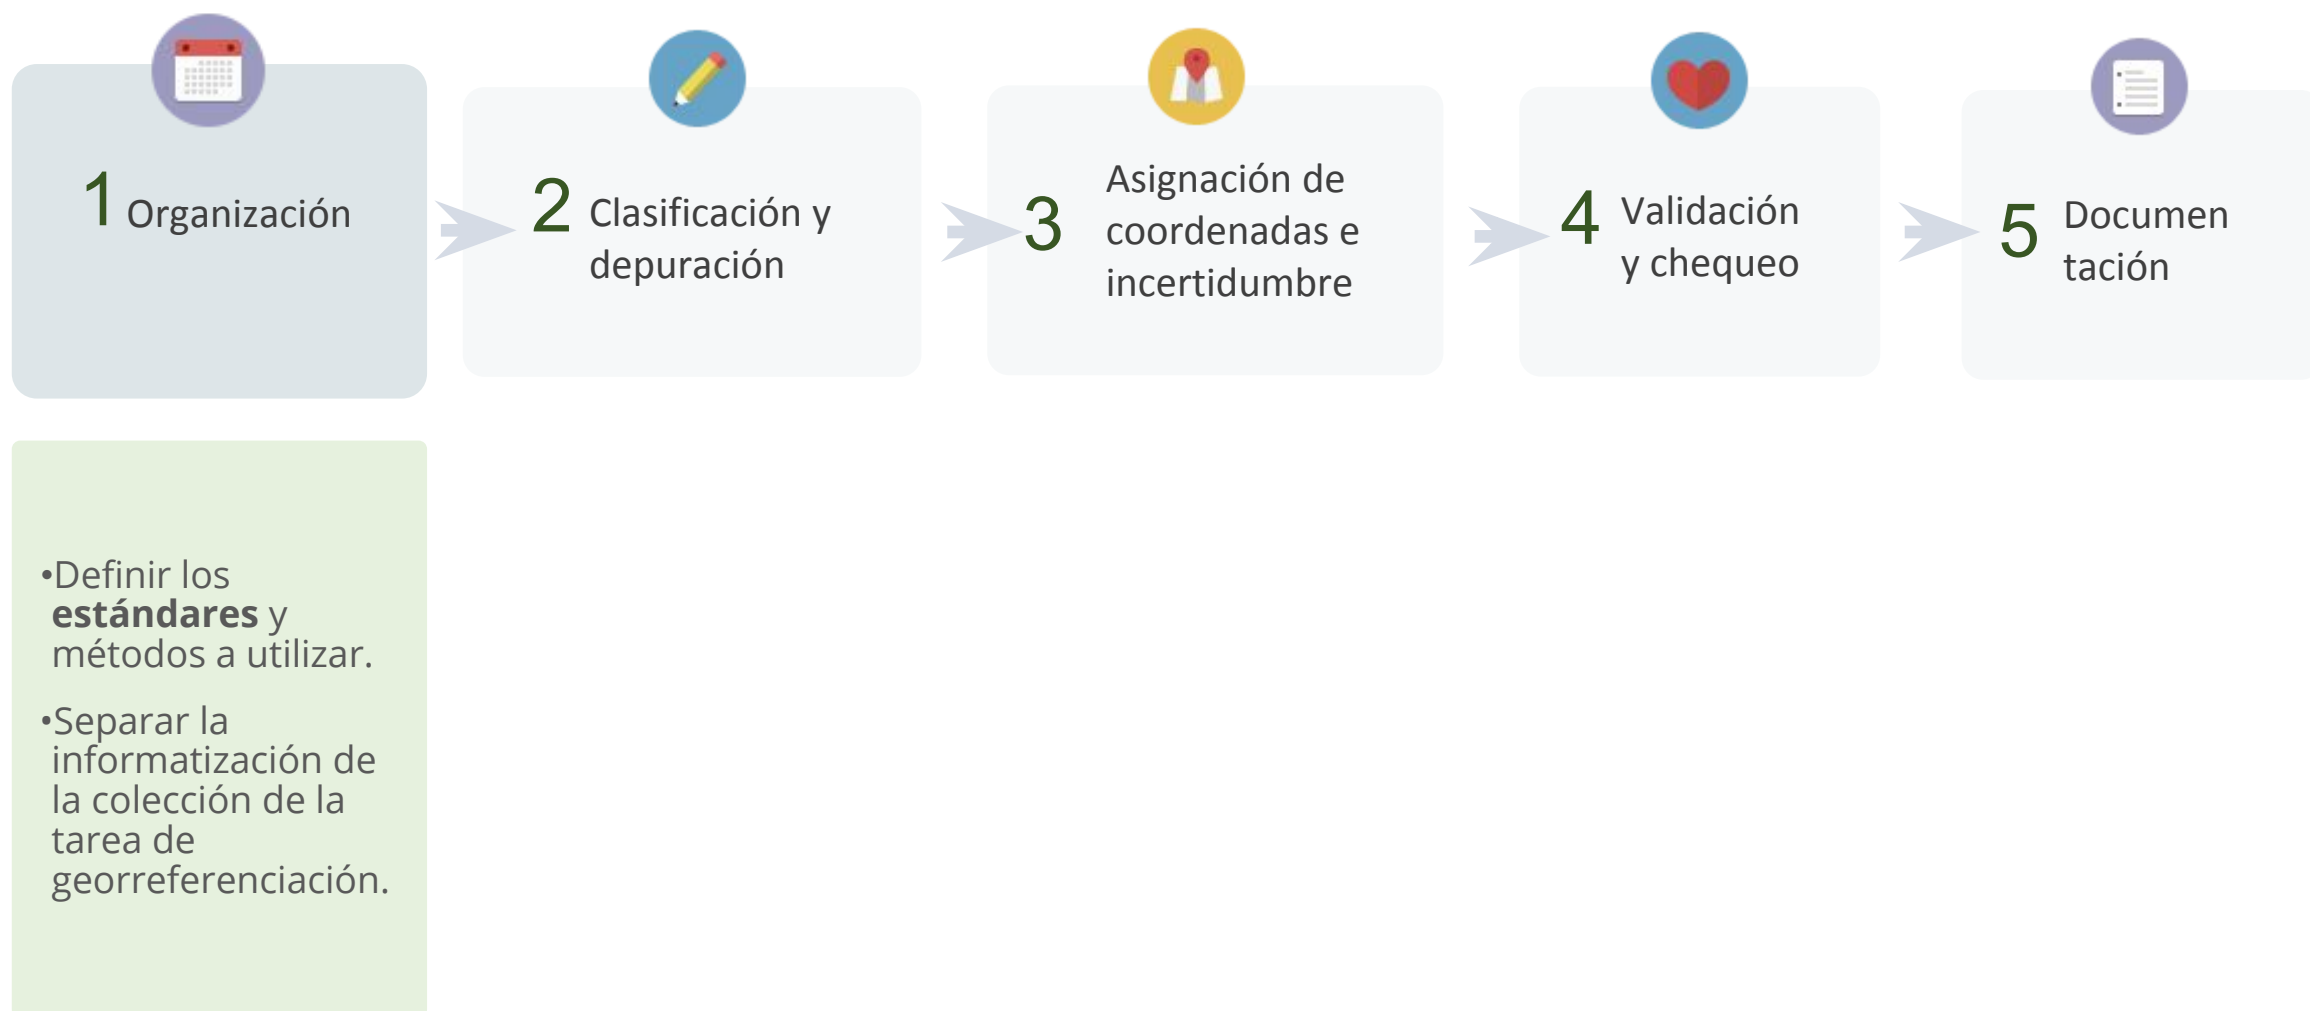 1 Organización
2 Clasificación y
depuración
3 Asignación de
coordenadas e
incertidumbre
4 Validación
y chequeo
5 Documen
tación
•Definir los
estándares y
métodos a utilizar.
•Separar la
informatización de
la colección de la
tarea de
georreferenciación.